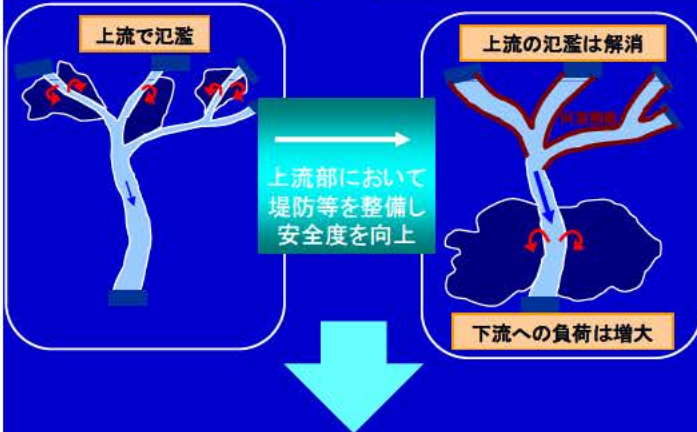 上流で氾濫
上流部において
堤防等を整備し
安全度を向上
上流の氾濫は解消
下流への負荷は増大